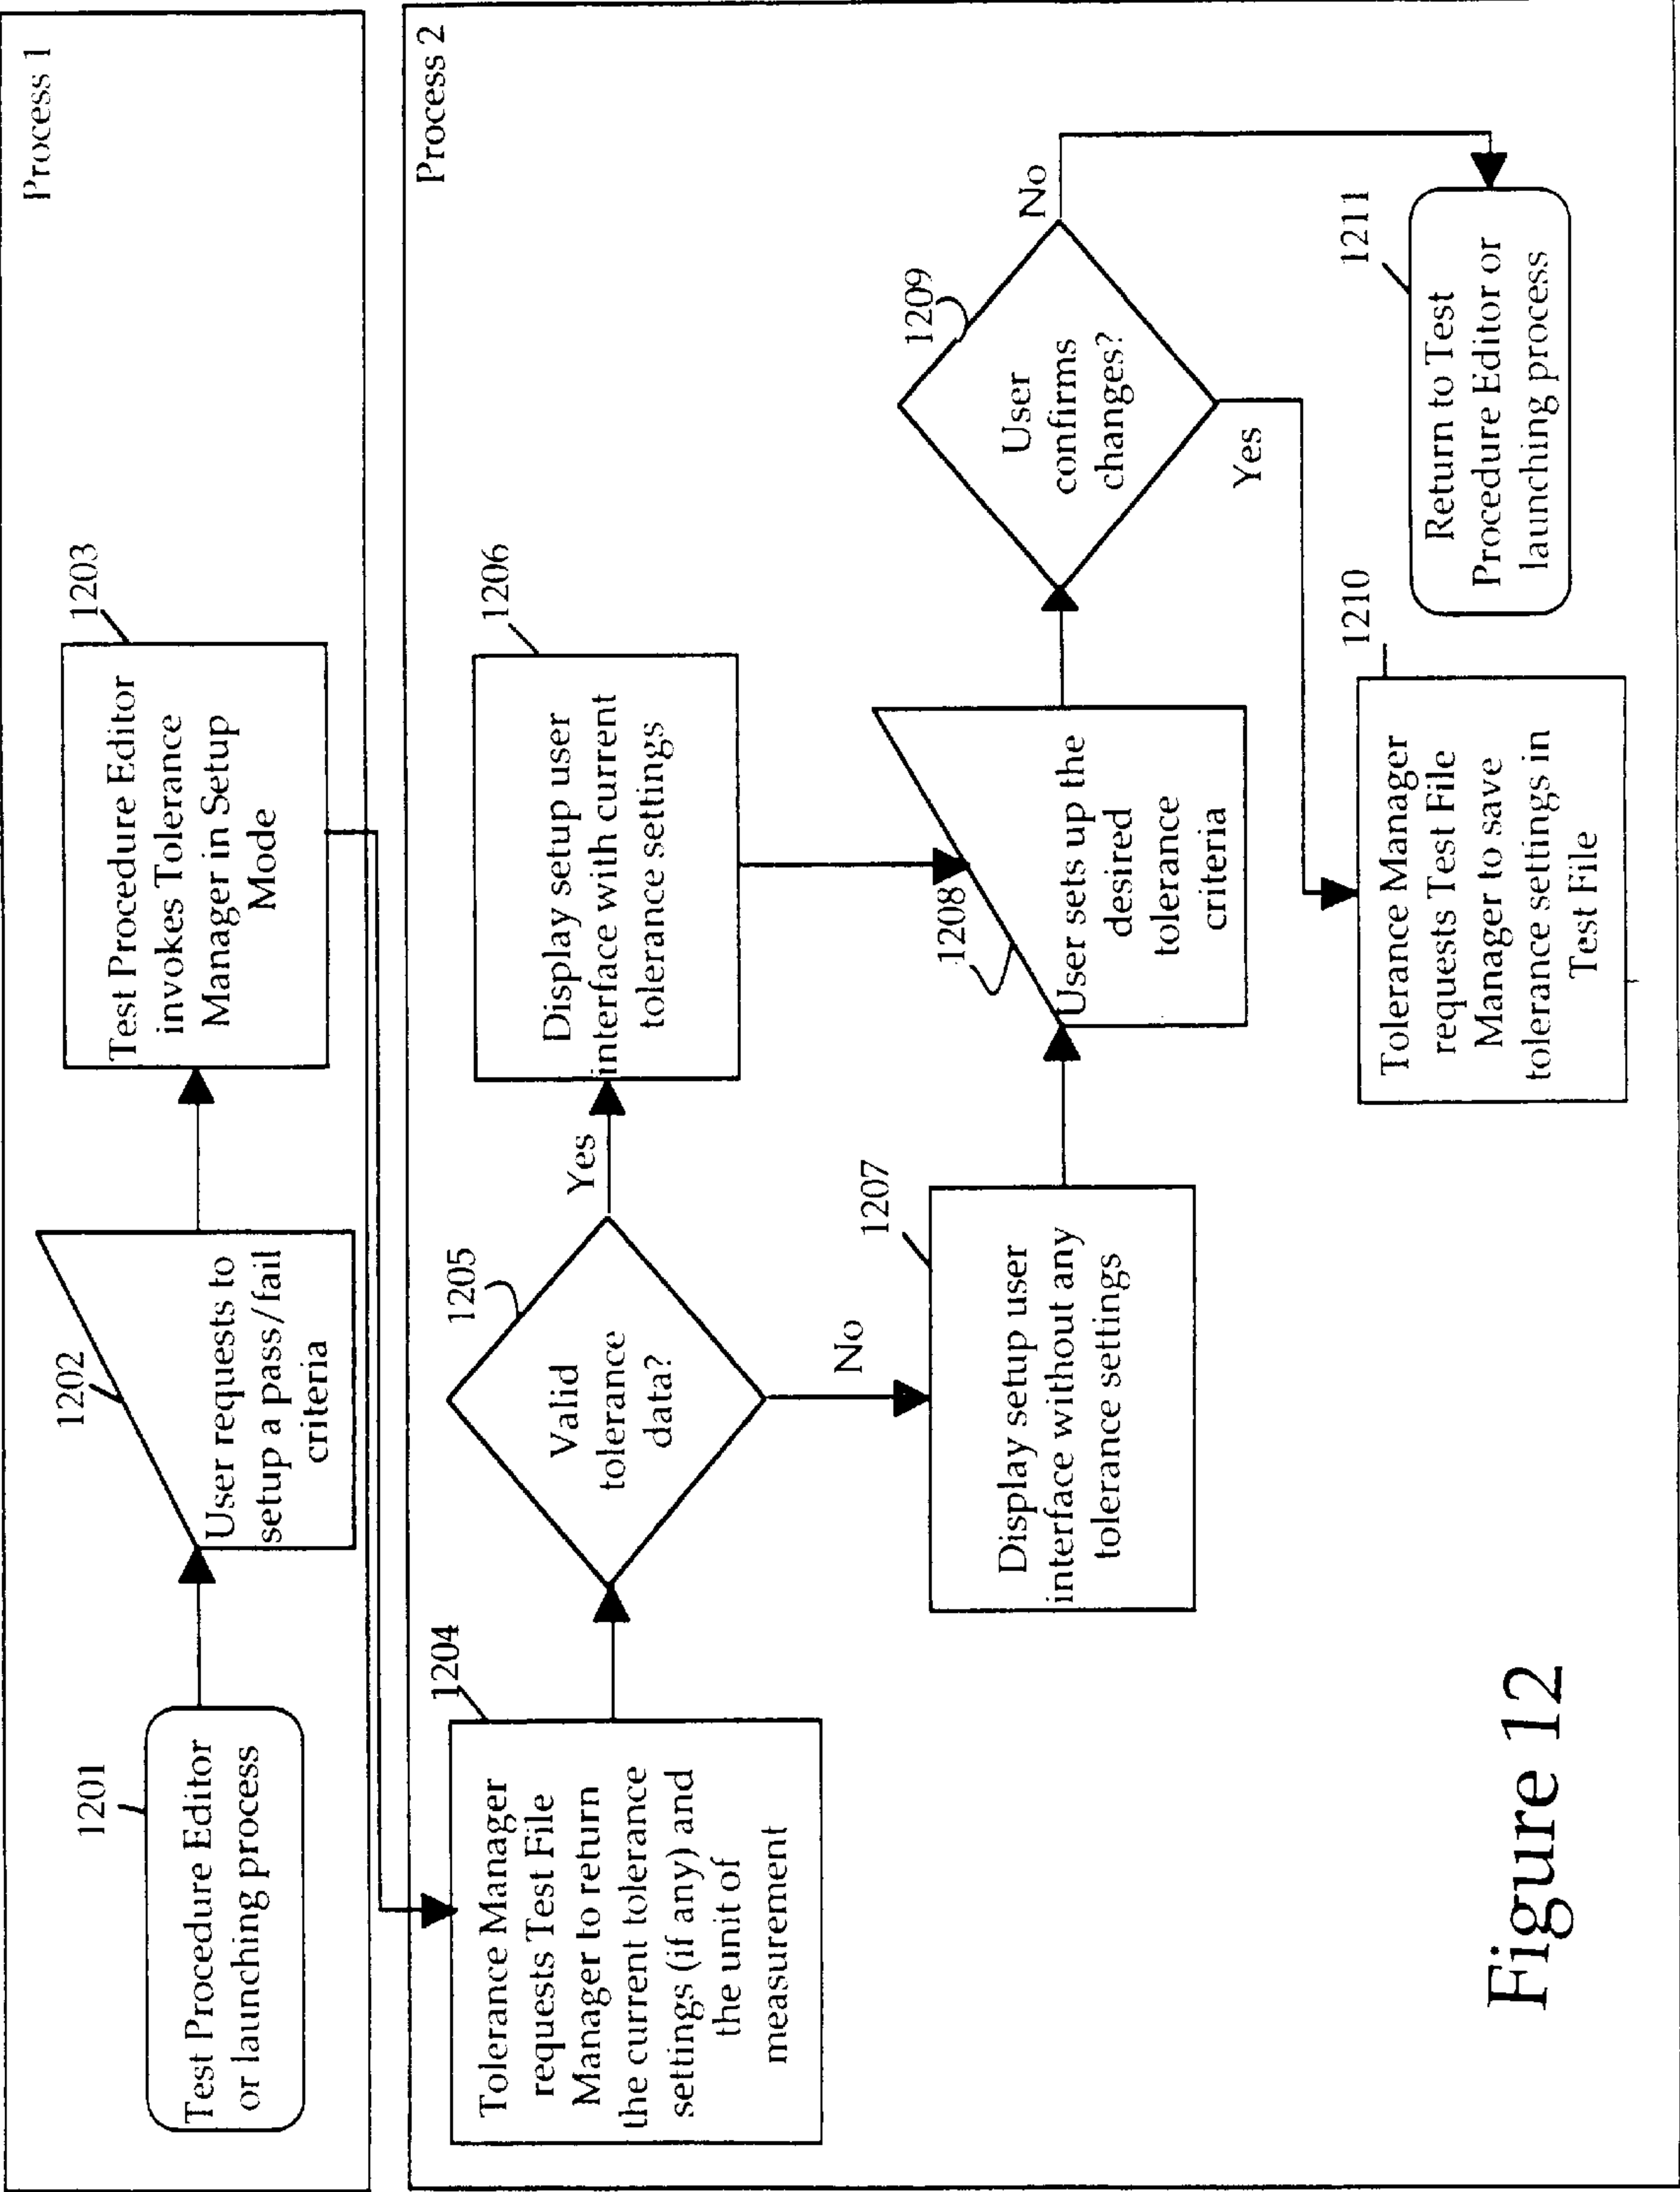 Process 1
1201
Test Procedure Editor
or launching process
1202
User requests to
setup a pass/fail
criteria
1203
Test Procedure Editor
invokes Tolerance
Manager in Setup
Mode
Process 2
1204
Tolerance Manager
requests Test File
Manager to return
the current tolerance
settings (if any) and
the unit of
measurement
1205
Valid
tolerance
data?
Yes
No
1206
Display setup user
interface with current
tolerance settings
1207
Display setup user
interface without any
tolerance settings
1208
User sets up the
desired
tolerance
criteria
1209
User
confirms
changes?
No
Yes
1210
Tolerance Manager
requests Test File
Manager to save
tolerance settings in
Test File
1211
Return to Test
Procedure Editor or
launching process
Figure 12